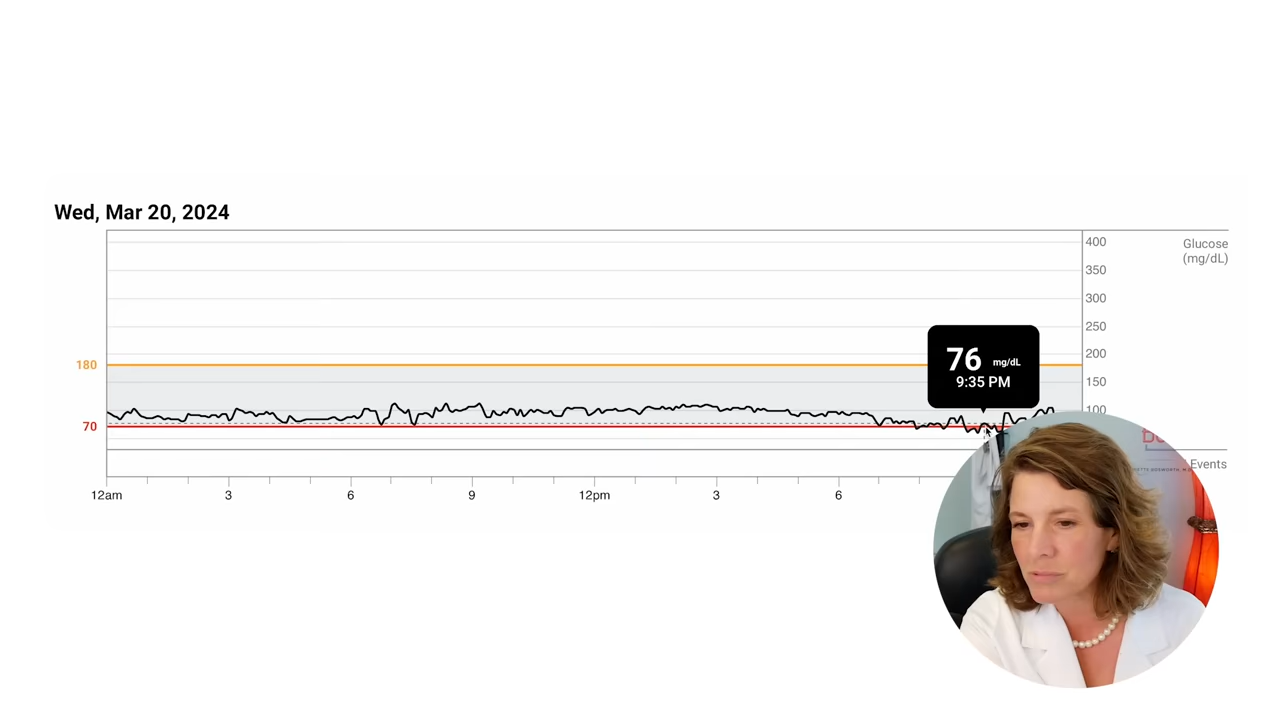 Wed, Mar 20, 2024
400
Glucose
(mg/dL)
350
300
250
200
180
150
100
70
76 mg/dL
9:35 PM
Events
12am
3
6
9
12pm
3
6